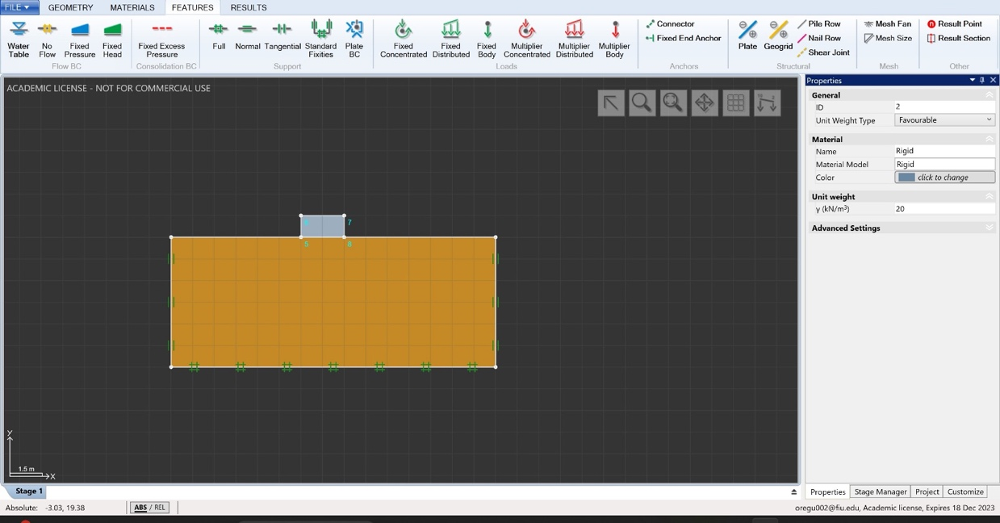 FILE GEOMETRY MATERIALS FEATURES RESULTS
Water Table
No Flow
Fixed Pressure
Fixed Head
Flow BC
Fixed Excess Pressure
Consolidation BC
Full
Normal
Tangential
Standard Fixities
Plate BC
Support
Fixed Concentrated
Fixed Distributed
Fixed Body
Multiplier Concentrated
Multiplier Distributed
Multiplier Body
Loads
Connector
Fixed End Anchor
Anchors
Plate
Geogrid
Pile Row
Nail Row
Shear Joint
Structural
Mesh Fan
Mesh Size
Mesh
Result Point
Result Section
Other
ACADEMIC LICENSE - NOT FOR COMMERCIAL USE
7
5 8
Y
1.5 m
X
Properties
General
ID 2
Unit Weight Type Favourable
Material
Name Rigid
Material Model Rigid
Color click to change
Unit weight
γ (kN/m³) 20
Advanced Settings
Stage 1
Properties Stage Manager Project Customize
Absolute: -3.03, 19.38 ABS / REL
oregu002@fiu.edu, Academic license, Expires 18 Dec 2023